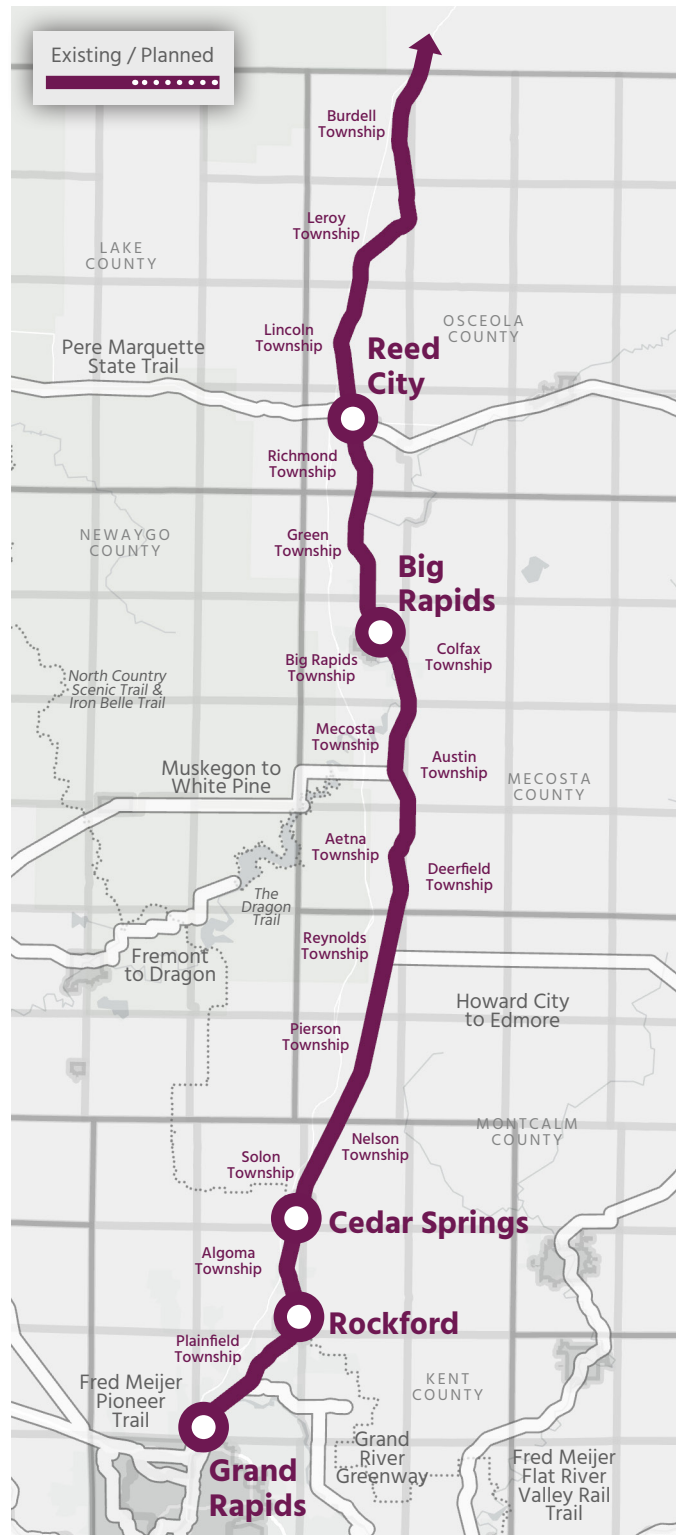 Existing / Planned
Burdell
Township
Leroy
Township
LAKE
COUNTY
OSCEOLA
COUNTY
Lincoln
Township
Pere Marquette
State Trail
Reed
City
Richmond
Township
NEWAYGO
COUNTY
Green
Township
Big
Rapids
Big Rapids
Township
Colfax
Township
North Country
Scenic Trail &
Iron Belle Trail
Mecosta
Township
Austin
Township
Muskegon to
White Pine
MECOSTA
COUNTY
Aetna
Township
Deerfield
Township
The
Dragon
Trail
Reynolds
Township
Fremont
to Dragon
Howard City
to Edmore
Pierson
Township
MONTCALM
COUNTY
Nelson
Township
Solon
Township
Cedar Springs
Algoma
Township
Rockford
Plainfield
Township
Fred Meijer
Pioneer
Trail
KENT
COUNTY
Grand
River
Greenway
Grand
Rapids
Fred Meijer
Flat River
Valley Rail
Trail